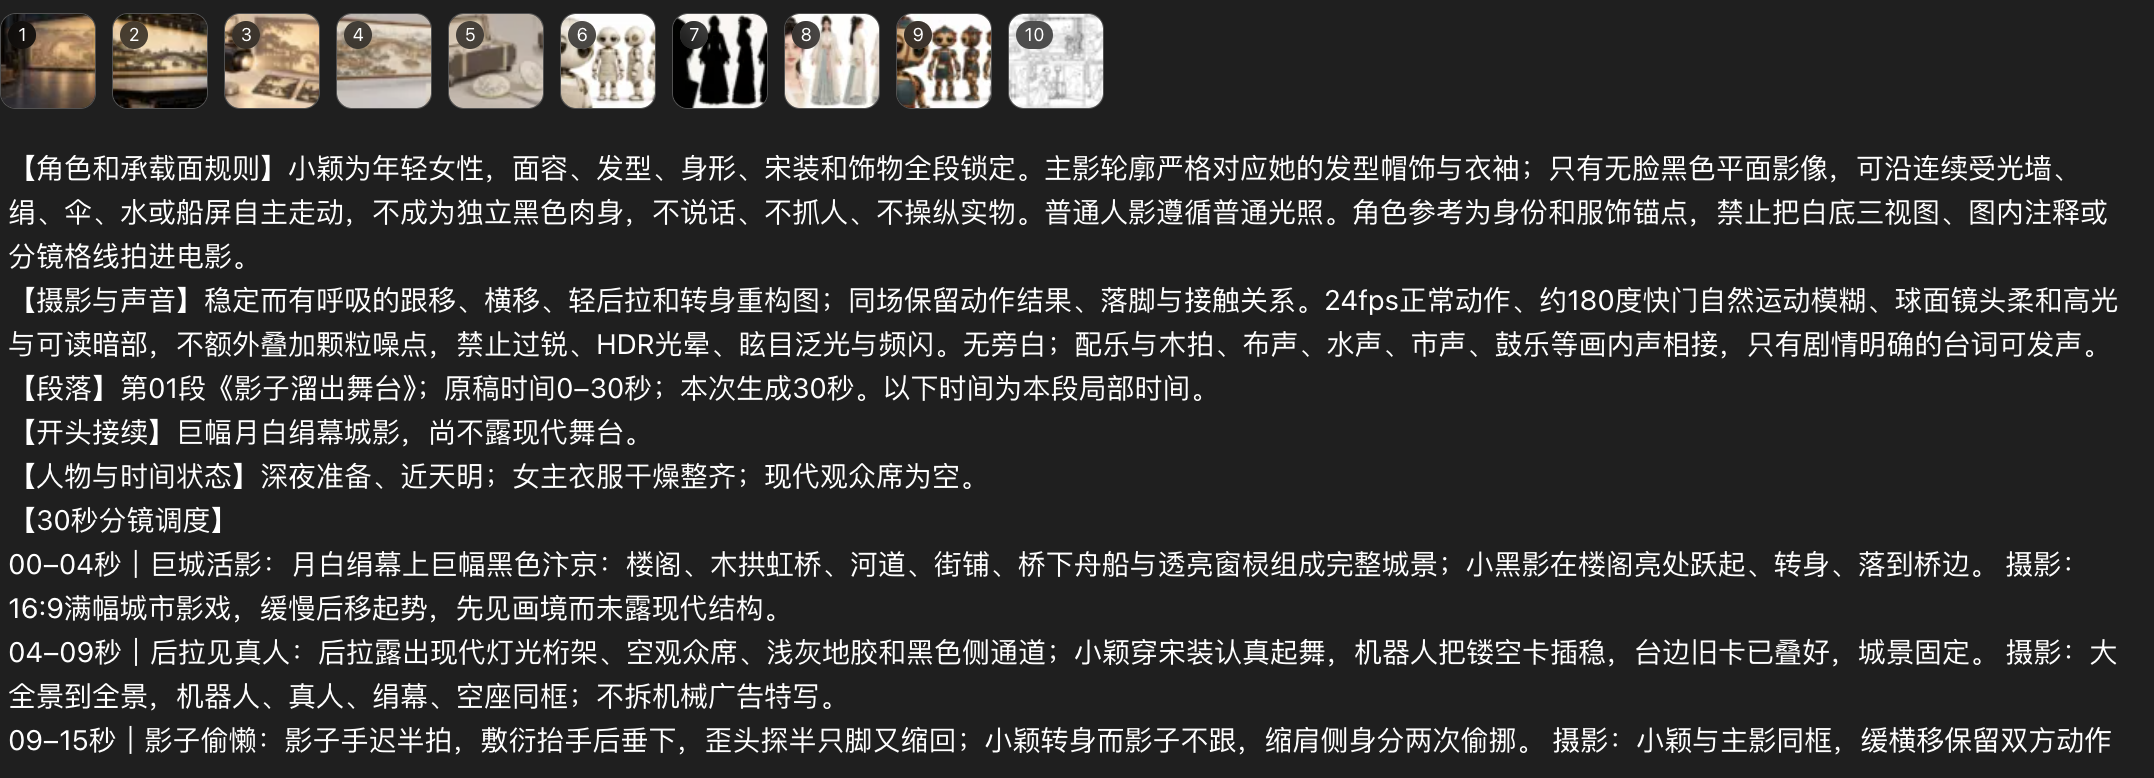 1 2 3 4 5 6 7 8 9 10
【角色和承载面规则】小颖为年轻女性，面容、发型、身形、宋装和饰物全段锁定。主影轮廓严格对应她的发型帽饰与衣袖；只有无脸黑色平面影像，可沿连续受光墙、
绢、伞、水或船屏自主走动，不成为独立黑色肉身，不说话、不抓人、不操纵实物。普通人影遵循普通光照。角色参考为身份和服饰锚点，禁止把白底三视图、图内注释或
分镜格线拍进电影。
【摄影与声音】稳定而有呼吸的跟移、横移、轻后拉和转身重构图；同场保留动作结果、落脚与接触关系。24fps正常动作、约180度快门自然运动模糊、球面镜头柔和高光
与可读暗部，不额外叠加颗粒噪点，禁止过锐、HDR光晕、眩目泛光与频闪。无旁白；配乐与木拍、布声、水声、市声、鼓乐等画内声相接，只有剧情明确的台词可发声。
【段落】第01段《影子溜出舞台》；原稿时间0–30秒；本次生成30秒。以下时间为本段局部时间。
【开头接续】巨幅月白绢幕城影，尚不露现代舞台。
【人物与时间状态】深夜准备、近天明；女主衣服干燥整齐；现代观众席为空。
【30秒分镜调度】
00–04秒｜巨城活影：月白绢幕上巨幅黑色汴京：楼阁、木拱虹桥、河道、街铺、桥下舟船与透亮窗棂组成完整城景；小黑影在楼阁亮处跃起、转身、落到桥边。 摄影：
16:9满幅城市影戏，缓慢后移起势，先见画境而未露现代结构。
04–09秒｜后拉见真人：后拉露出现代灯光桁架、空观众席、浅灰地胶和黑色侧通道；小颖穿宋装认真起舞，机器人把镂空卡插稳，台边旧卡已叠好，城景固定。 摄影：大
全景到全景，机器人、真人、绢幕、空座同框；不拆机械广告特写。
09–15秒｜影子偷懒：影子手迟半拍，敷衍抬手后垂下，歪头探半只脚又缩回；小颖转身而影子不跟，缩肩侧身分两次偷挪。 摄影：小颖与主影同框，缓横移保留双方动作